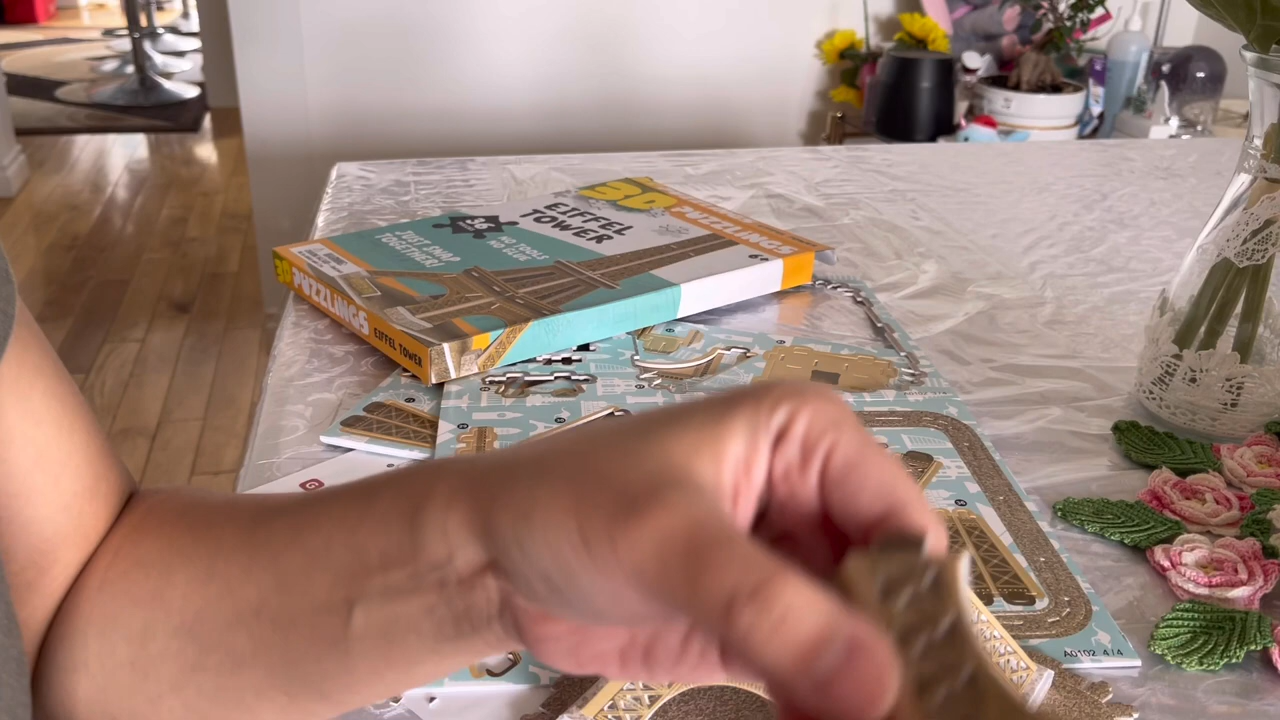 3D PUZZLINGS
EIFFEL
TOWER
36
NO TOOLS
NO GLUE
JUST SNAP
TOGETHER!
6+
3D PUZZLINGS EIFFEL TOWER
G
A0102 4/4